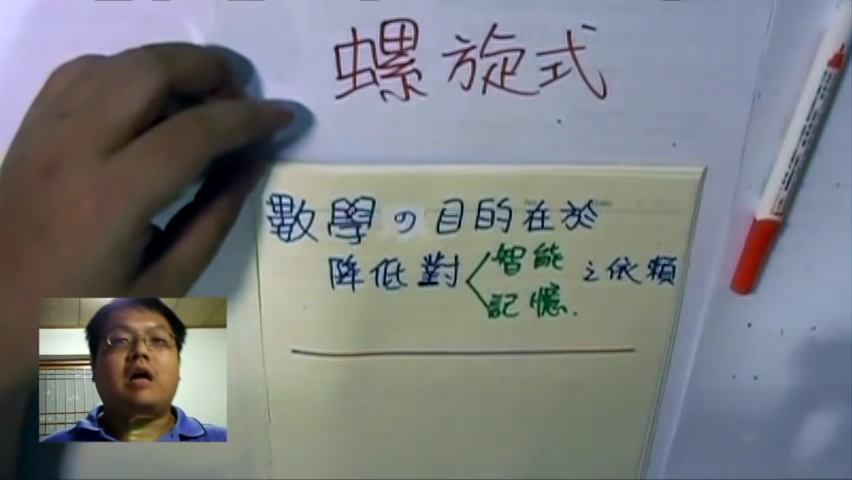 螺旋式
數學の目的在於
降低對 智能 之依賴
記憶.